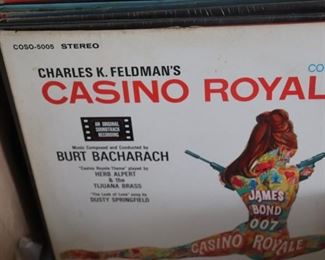 COSO-5005 STEREO
CO
CHARLES K. FELDMAN'S
CASINO ROYAL
AN ORIGINAL
SOUNDTRACK
RECORDING
Music Composed and Conducted by
BURT BACHARACH
"Casino Royale Theme" played by
HERB ALPERT
& the
TIJUANA BRASS
"The Look of Love" sung by
DUSTY SPRINGFIELD
JAMES
BOND
007
CASINO ROYALE